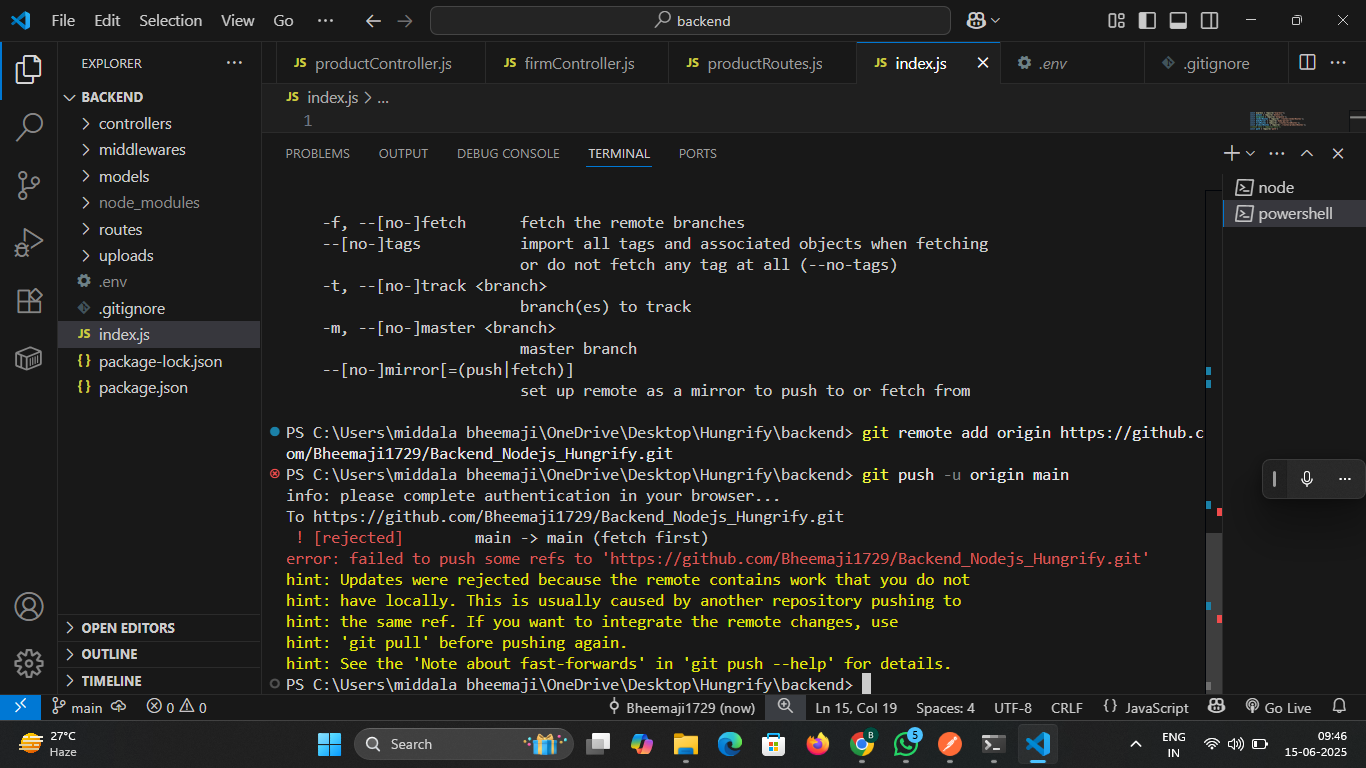 File Edit Selection View Go ··· backend
EXPLORER ···
BACKEND
controllers
middlewares
models
node_modules
routes
uploads
.env
.gitignore
JS index.js
{} package-lock.json
{} package.json
OPEN EDITORS
OUTLINE
TIMELINE
JS productController.js JS firmController.js JS productRoutes.js JS index.js .env .gitignore ···
JS index.js > ...
1
PROBLEMS OUTPUT DEBUG CONSOLE TERMINAL PORTS ···
node
powershell
-f, --[no-]fetch fetch the remote branches
--[no-]tags import all tags and associated objects when fetching
or do not fetch any tag at all (--no-tags)
-t, --[no-]track <branch>
branch(es) to track
-m, --[no-]master <branch>
master branch
--[no-]mirror[=(push|fetch)]
set up remote as a mirror to push to or fetch from
PS C:\Users\middala bheemaji\OneDrive\Desktop\Hungrify\backend> git remote add origin https://github.c
om/Bheemaji1729/Backend_Nodejs_Hungrify.git
PS C:\Users\middala bheemaji\OneDrive\Desktop\Hungrify\backend> git push -u origin main
info: please complete authentication in your browser...
To https://github.com/Bheemaji1729/Backend_Nodejs_Hungrify.git
! [rejected] main -> main (fetch first)
error: failed to push some refs to 'https://github.com/Bheemaji1729/Backend_Nodejs_Hungrify.git'
hint: Updates were rejected because the remote contains work that you do not
hint: have locally. This is usually caused by another repository pushing to
hint: the same ref. If you want to integrate the remote changes, use
hint: 'git pull' before pushing again.
hint: See the 'Note about fast-forwards' in 'git push --help' for details.
PS C:\Users\middala bheemaji\OneDrive\Desktop\Hungrify\backend>
main 0 0 Bheemaji1729 (now) Ln 15, Col 19 Spaces: 4 UTF-8 CRLF {} JavaScript Go Live
27°C
Haze
Search
B
5
ENG
IN
09:46
15-06-2025